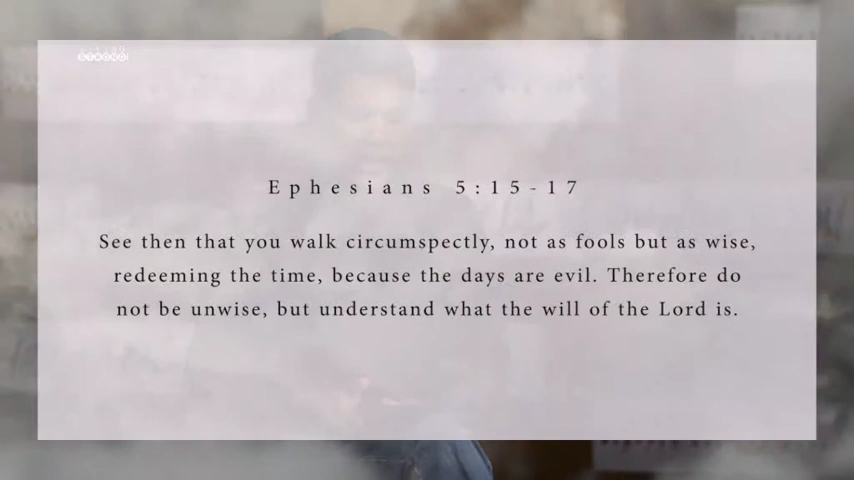 STRONG!
Ephesians 5:15-17
See then that you walk circumspectly, not as fools but as wise,
redeeming the time, because the days are evil. Therefore do
not be unwise, but understand what the will of the Lord is.